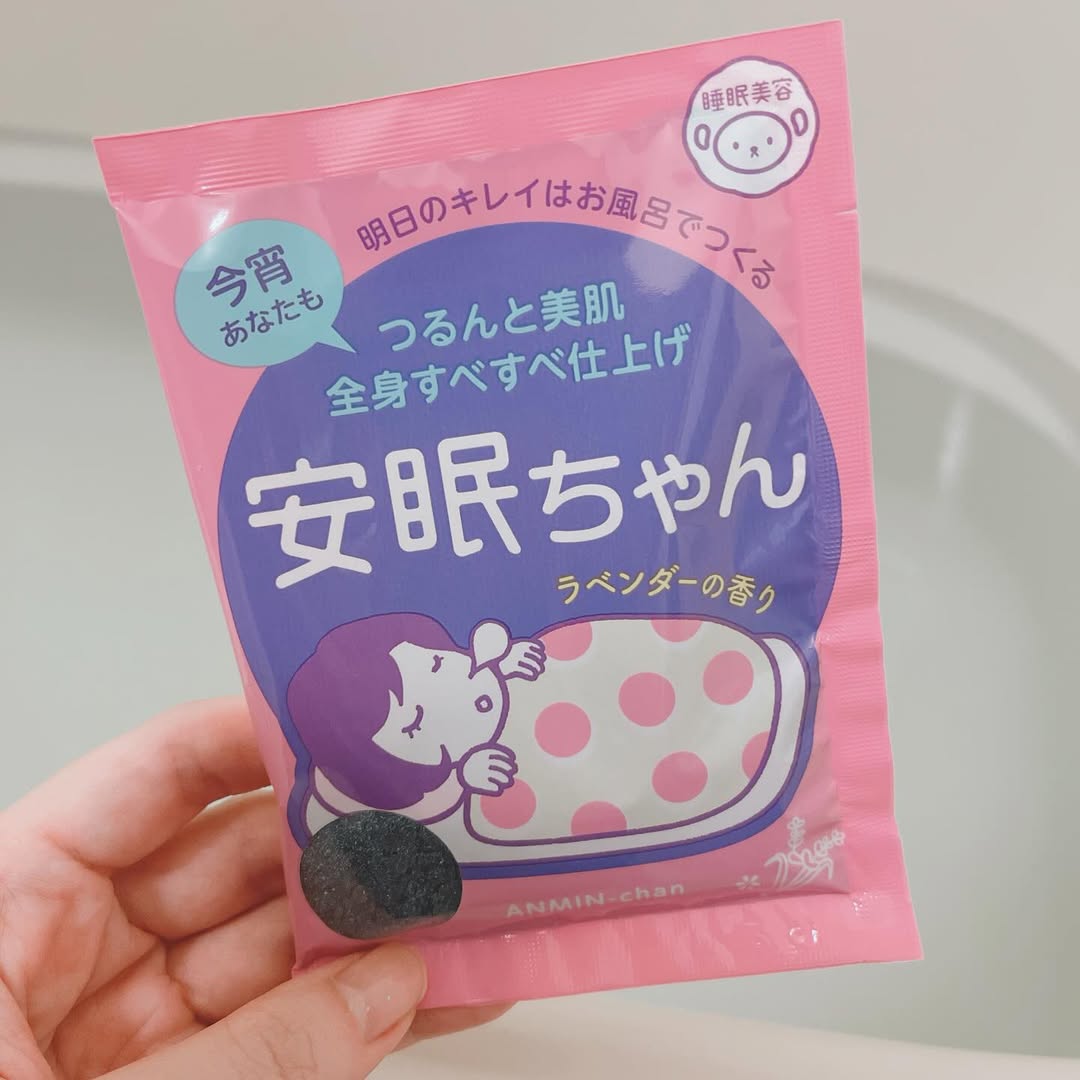 睡眠美容
明日のキレイはお風呂でつくる
今宵
あなたも
つるんと美肌
全身すべすべ仕上げ
安眠ちゃん
ラベンダーの香り
ANMIN-chan